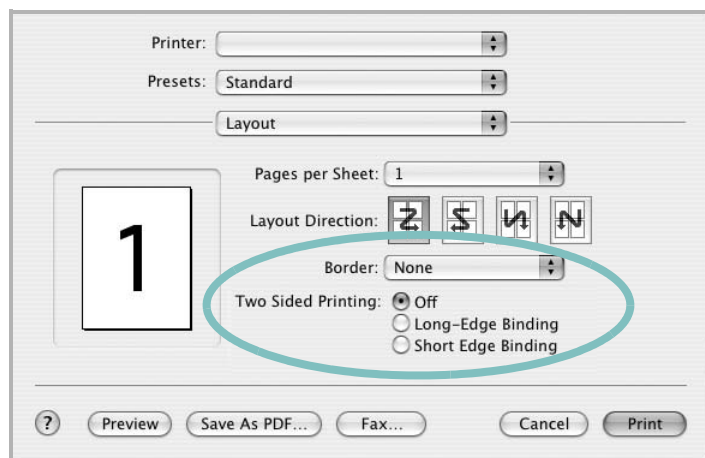 Printer:
Presets: Standard
Layout
Pages per Sheet: 1
Layout Direction:
1
Border: None
Two Sided Printing: Off
Long-Edge Binding
Short Edge Binding
? Preview Save As PDF... Fax... Cancel Print